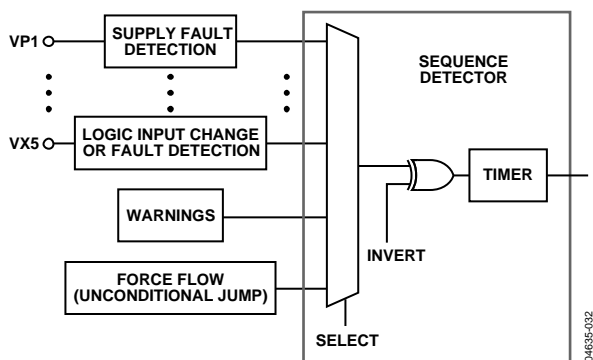 VP1
SUPPLY FAULT
DETECTION
SEQUENCE
DETECTOR
VX5
LOGIC INPUT CHANGE
OR FAULT DETECTION
TIMER
WARNINGS
INVERT
FORCE FLOW
(UNCONDITIONAL JUMP)
SELECT
04635-032